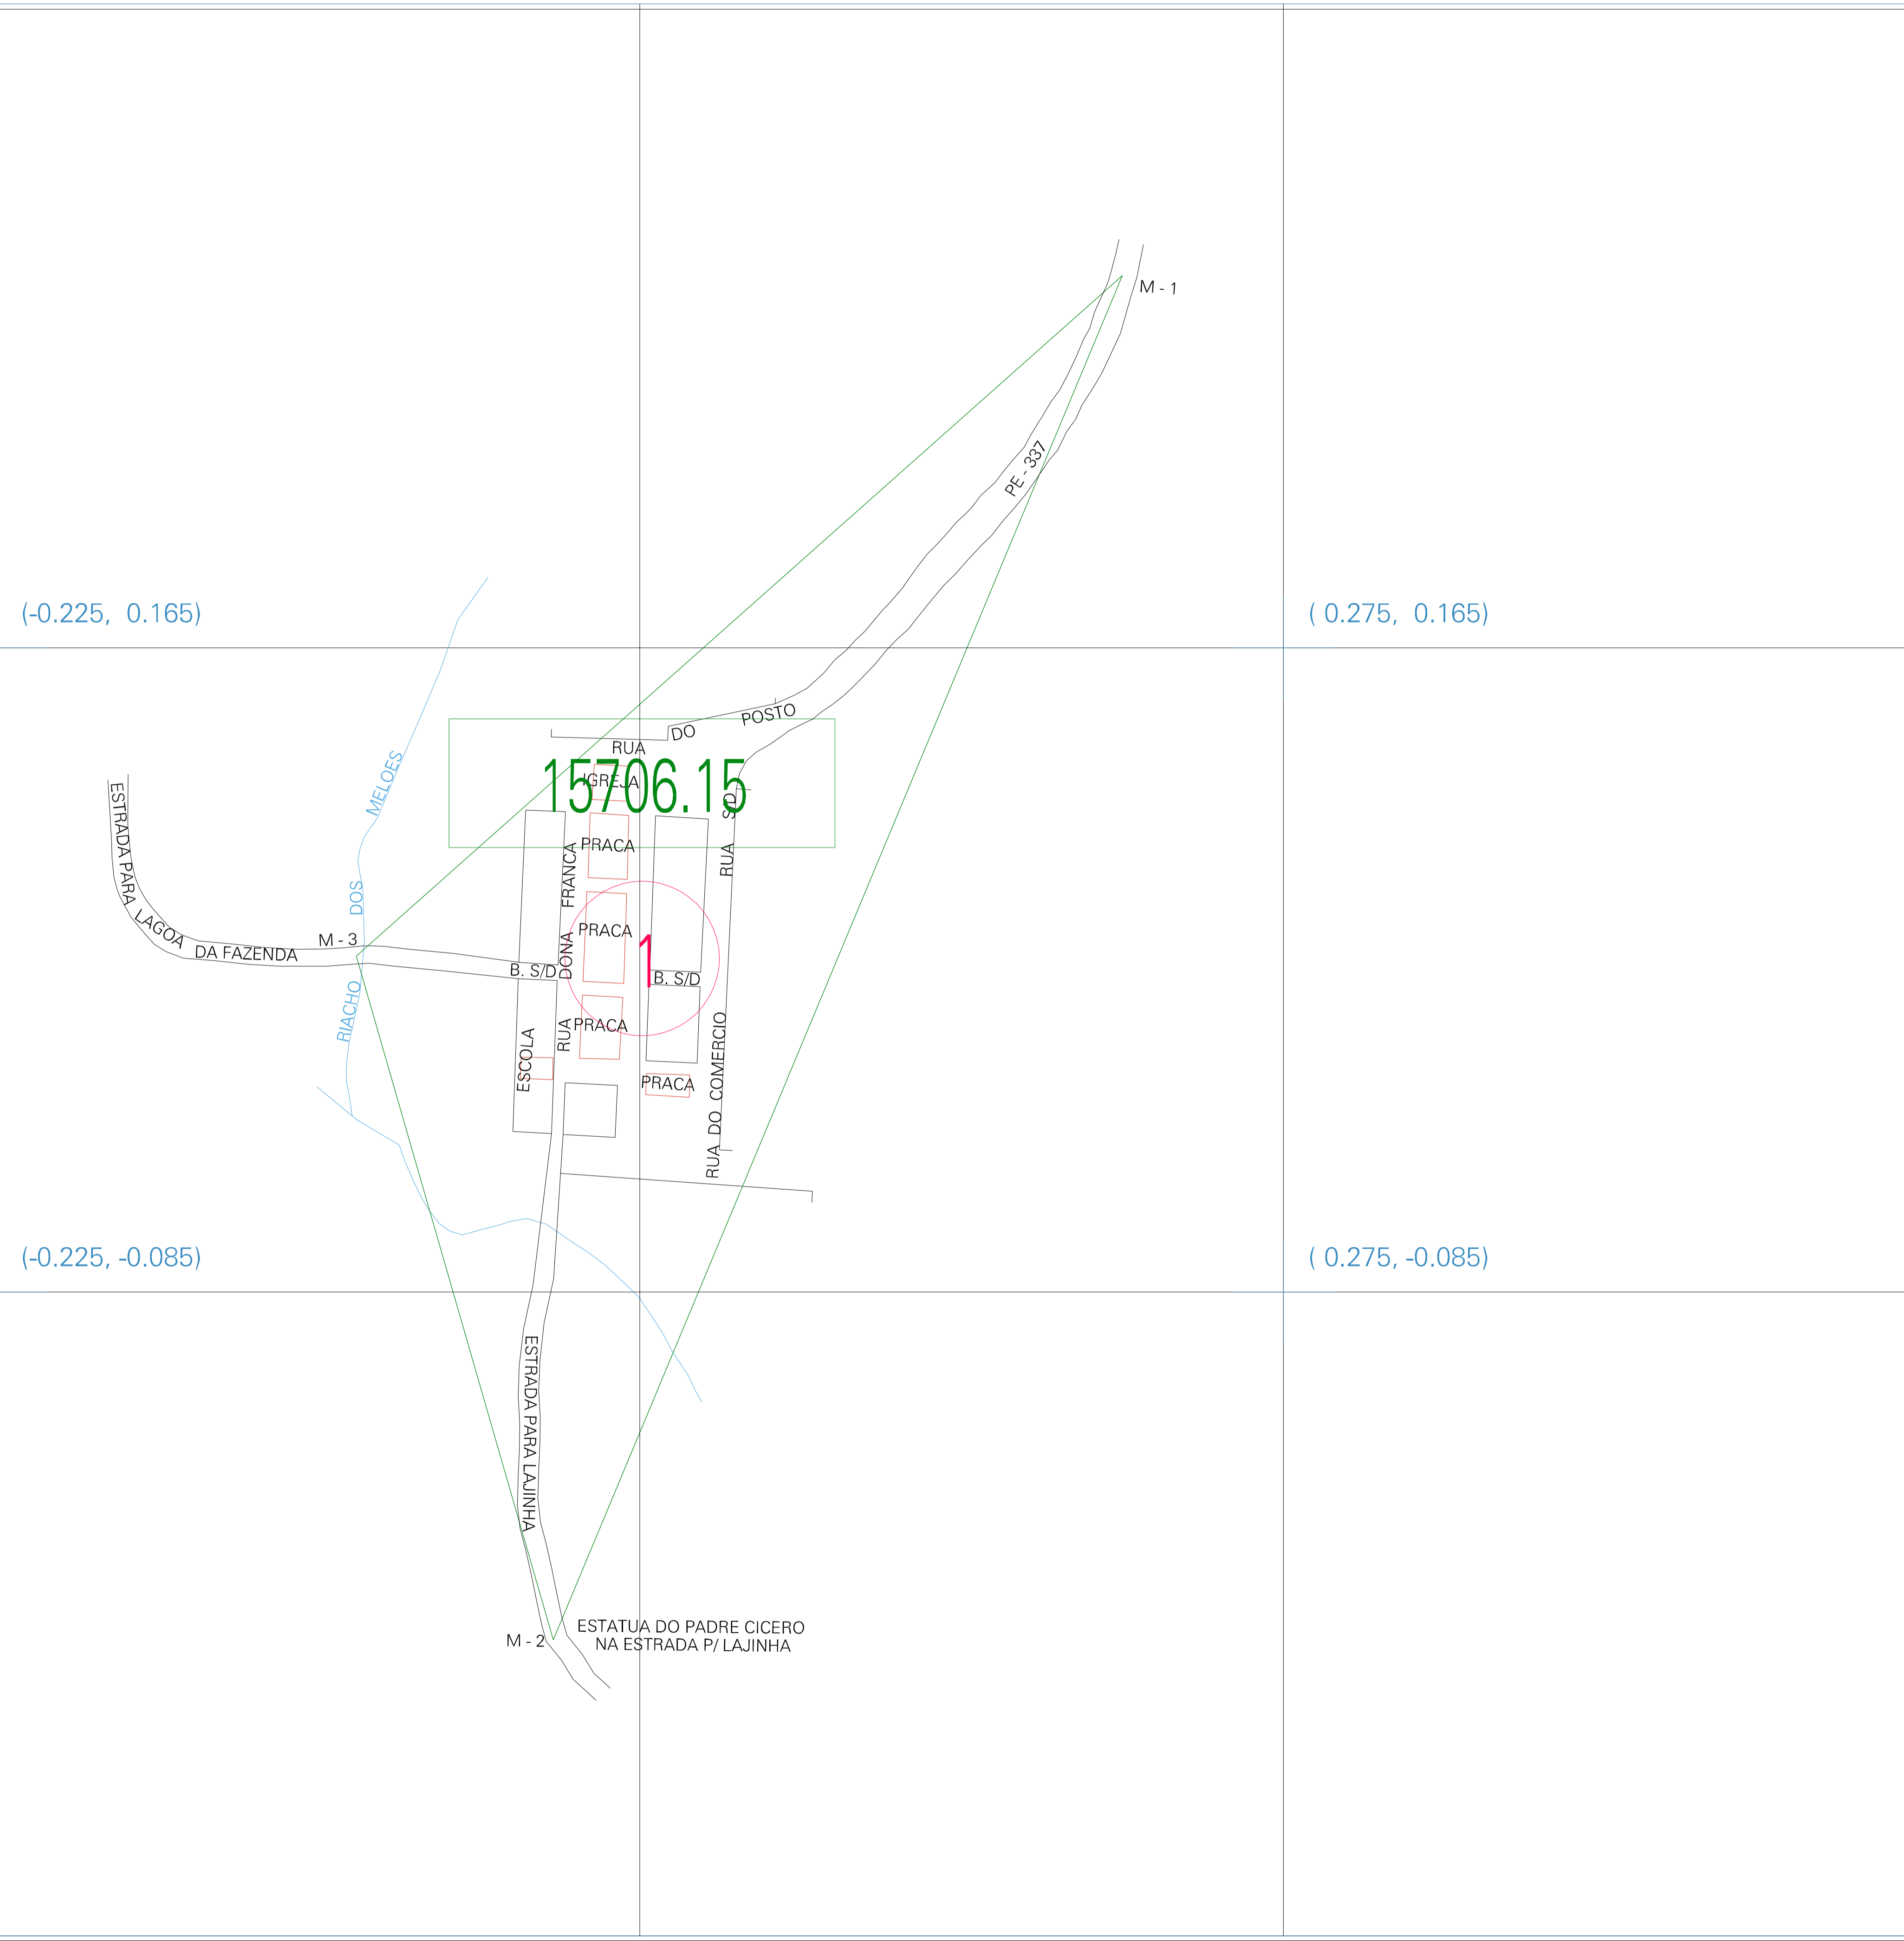 M - 1
PE - 337
(-0.225,  0.165)
( 0.275,  0.165)
RUA DO POSTO
15706.15
IGREJA
MELOES
DOS
RIACHO
RUA S/D
PRACA
RUA DONA FRANCA
ESTRADA PARA LAGOA DA FAZENDA
PRACA
M - 3
1
B. S/D
B. S/D
PRACA
ESCOLA
PRACA
RUA DO COMERCIO
(-0.225, -0.085)
( 0.275, -0.085)
ESTRADA PARA LAJINHA
M - 2
ESTATUA DO PADRE CICERO
NA ESTRADA P/ LAJINHA